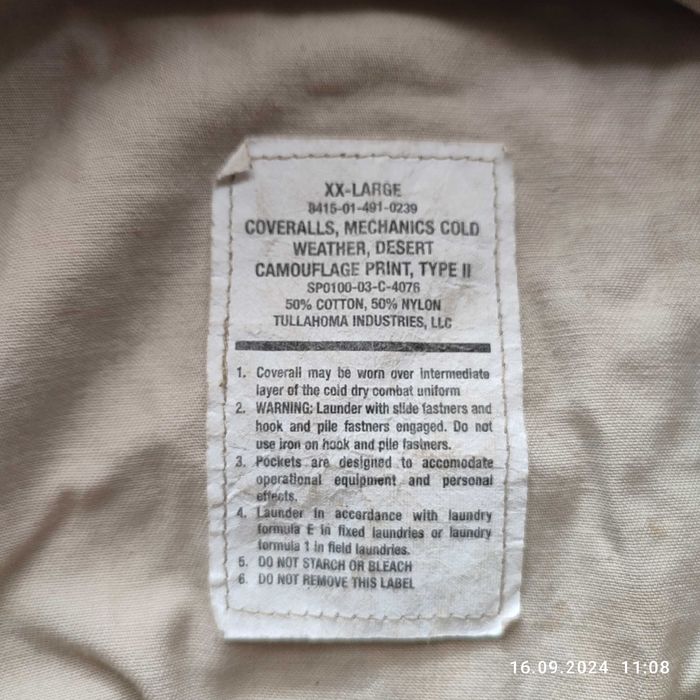 XX-LARGE
8415-01-491-0239
COVERALLS, MECHANICS COLD
WEATHER, DESERT
CAMOUFLAGE PRINT, TYPE II
SP0100-03-C-4076
50% COTTON, 50% NYLON
TULLAHOMA INDUSTRIES, LLC
1. Coverall may be worn over intermediate
layer of the cold dry combat uniform
2. WARNING: Launder with slide fastners and
hook and pile fastners engaged. Do not
use iron on hook and pile fastners.
3. Pockets are designed to accomodate
operational equipment and personal
effects.
4. Launder in accordance with laundry
formula E in fixed laundries or laundry
formula 1 in field laundries.
5. DO NOT STARCH OR BLEACH
6. DO NOT REMOVE THIS LABEL
16.09.2024 11:08